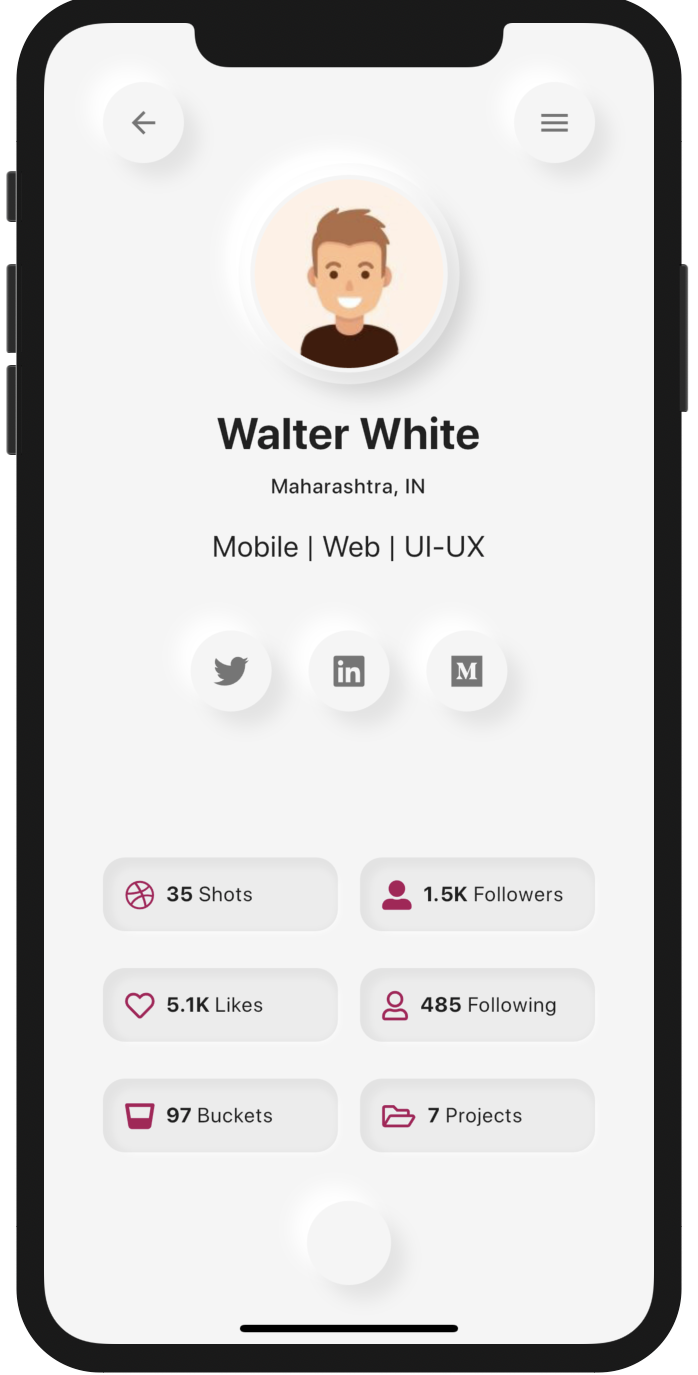 Walter White
Maharashtra, IN
Mobile | Web | UI-UX
in
M
35 Shots
1.5K Followers
5.1K Likes
485 Following
97 Buckets
7 Projects